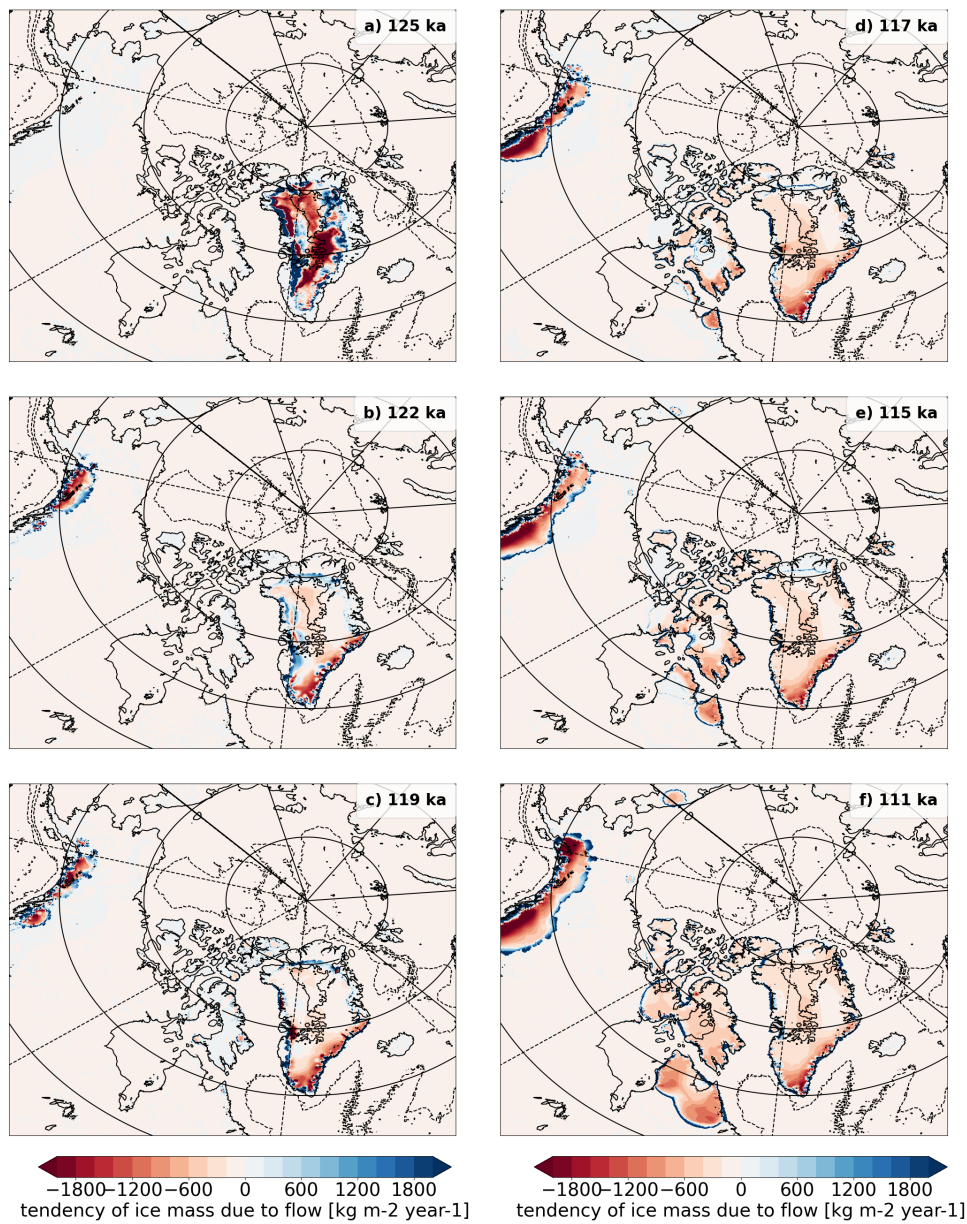 a) 125 ka
d) 117 ka
b) 122 ka
e) 115 ka
c) 119 ka
f) 111 ka
−1800 −1200 −600 0 600 1200 1800
tendency of ice mass due to flow [kg m-2 year-1]
−1800 −1200 −600 0 600 1200 1800
tendency of ice mass due to flow [kg m-2 year-1]